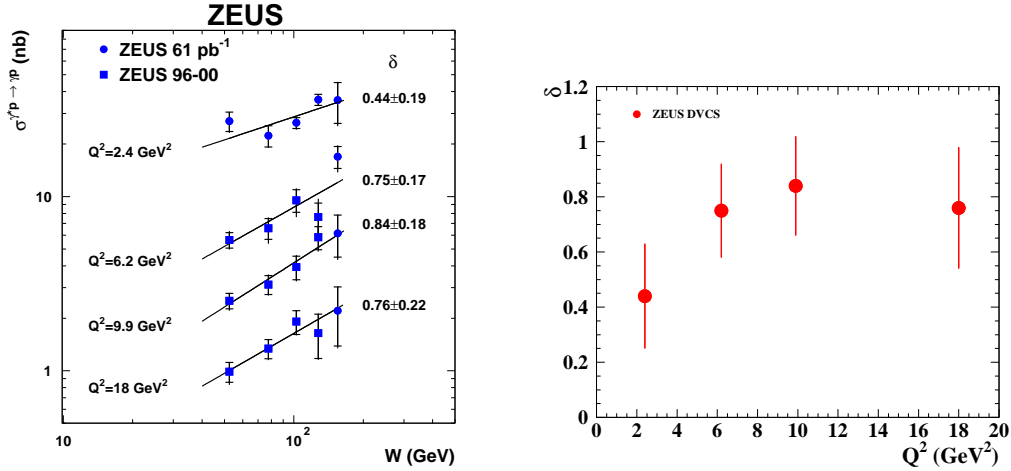 ZEUS
σ^γ*p → γp (nb)
ZEUS 61 pb⁻¹
ZEUS 96-00
δ
0.44±0.19
Q²=2.4 GeV²
0.75±0.17
10
0.84±0.18
Q²=6.2 GeV²
Q²=9.9 GeV²
0.76±0.22
1
Q²=18 GeV²
10
10²
W (GeV)
δ
1.2
ZEUS DVCS
1
0.8
0.6
0.4
0.2
0
0 2 4 6 8 10 12 14 16 18 20
Q² (GeV²)